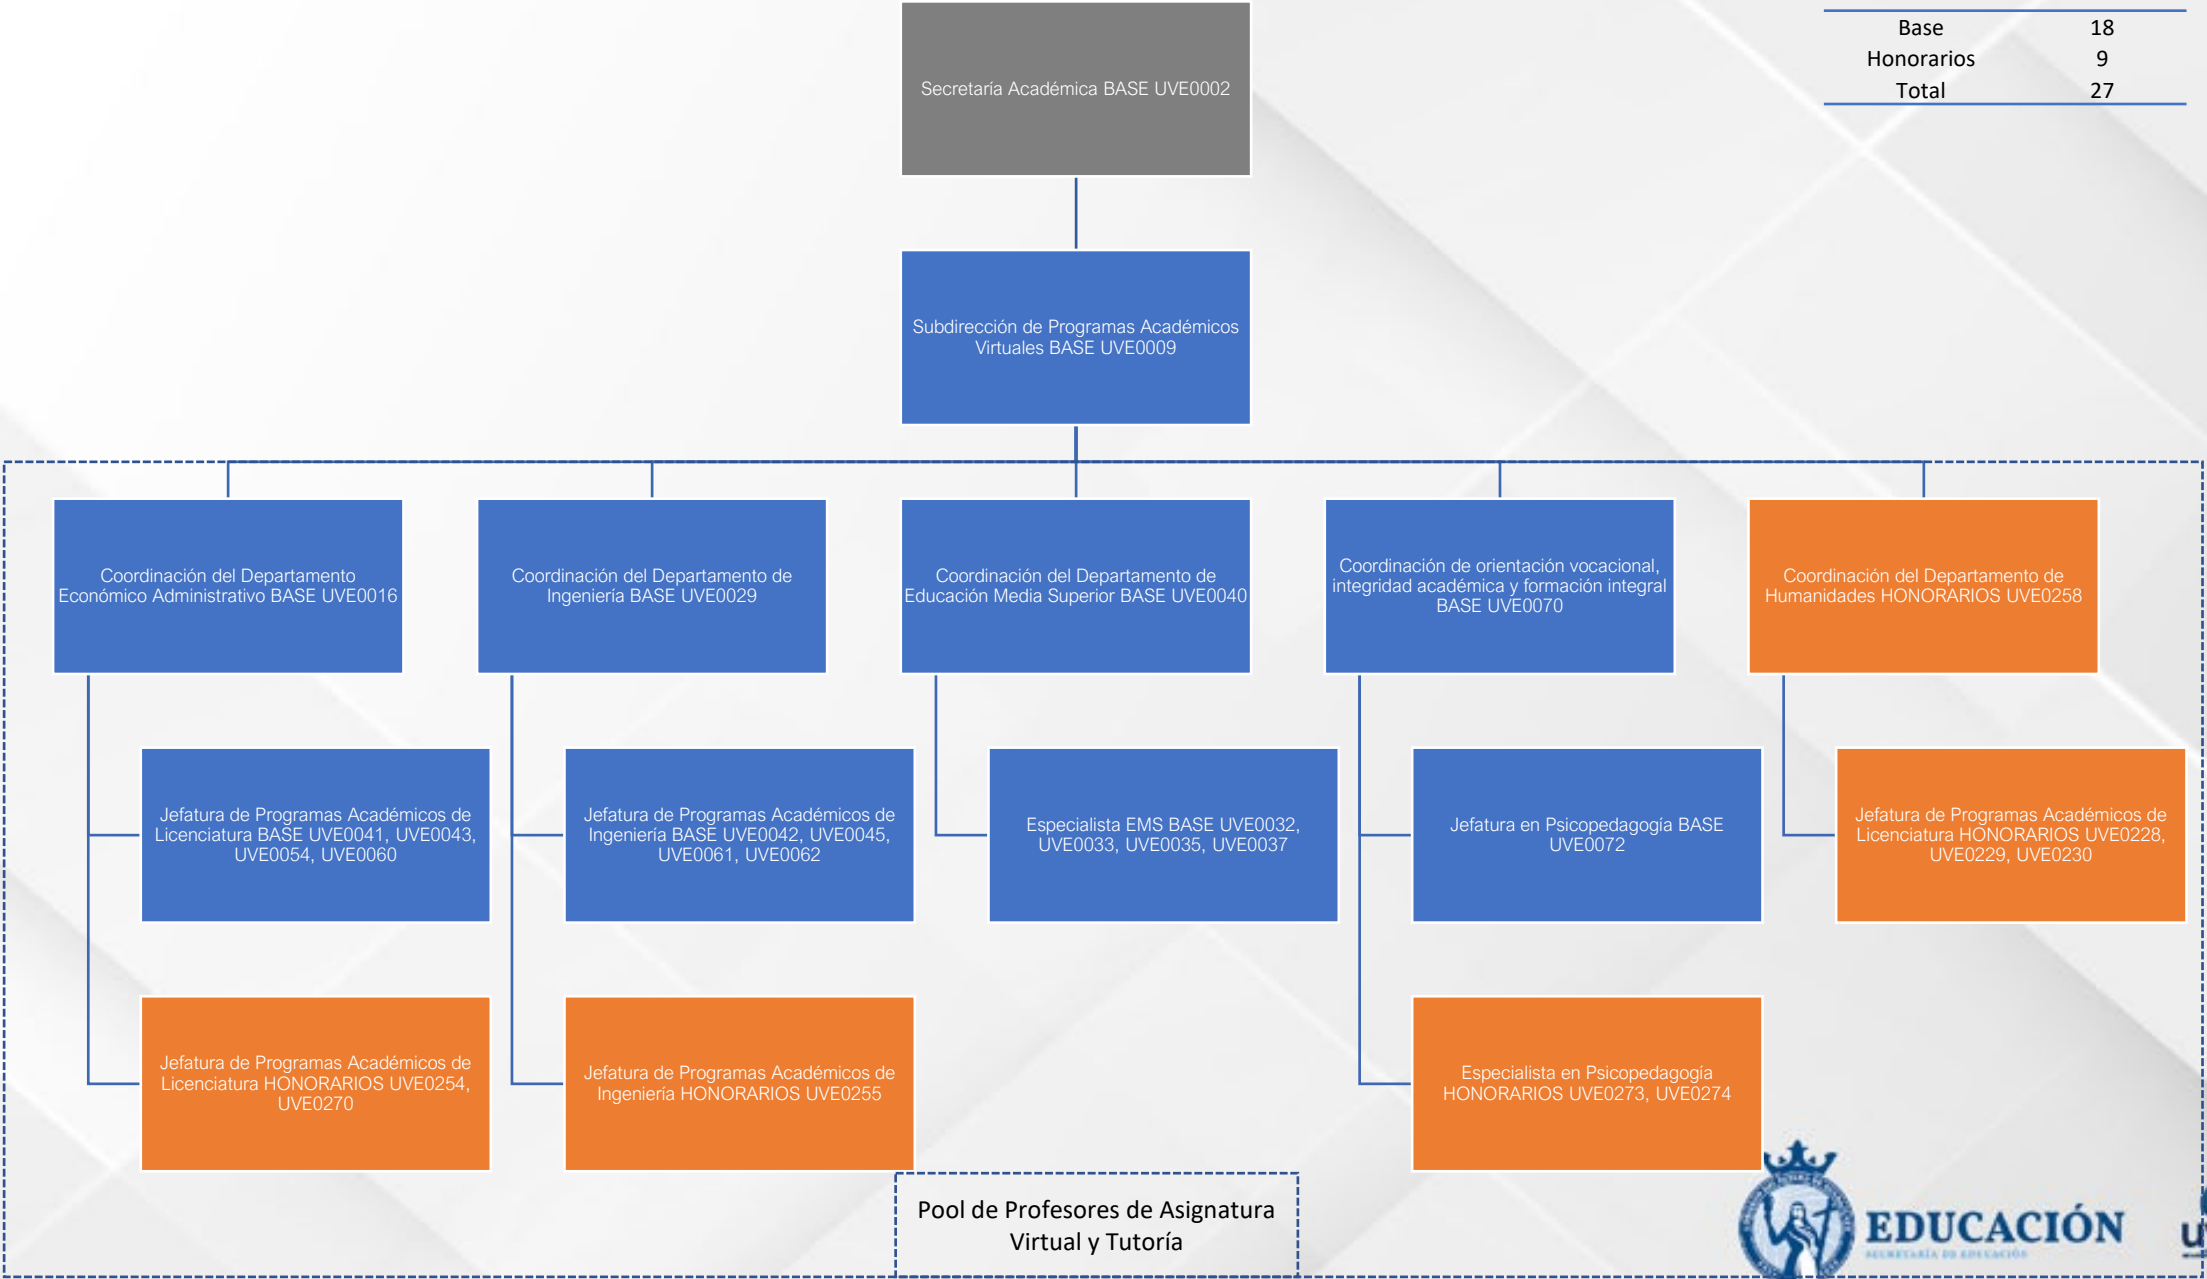 Base 18
Honorarios 9
Total 27
Secretaría Académica BASE UVE0002
Subdirección de Programas Académicos
Virtuales BASE UVE0009
Coordinación del Departamento
Económico Administrativo BASE UVE0016
Coordinación del Departamento de
Ingeniería BASE UVE0029
Coordinación del Departamento de
Educación Media Superior BASE UVE0040
Coordinación de orientación vocacional,
integridad académica y formación integral
BASE UVE0070
Coordinación del Departamento de
Humanidades HONORARIOS UVE0258
Jefatura de Programas Académicos de
Licenciatura BASE UVE0041, UVE0043,
UVE0054, UVE0060
Jefatura de Programas Académicos de
Ingeniería BASE UVE0042, UVE0045,
UVE0061, UVE0062
Especialista EMS BASE UVE0032,
UVE0033, UVE0035, UVE0037
Jefatura en Psicopedagogía BASE
UVE0072
Jefatura de Programas Académicos de
Licenciatura HONORARIOS UVE0228,
UVE0229, UVE0230
Jefatura de Programas Académicos de
Licenciatura HONORARIOS UVE0254,
UVE0270
Jefatura de Programas Académicos de
Ingeniería HONORARIOS UVE0255
Especialista en Psicopedagogía
HONORARIOS UVE0273, UVE0274
Pool de Profesores de Asignatura
Virtual y Tutoría
EDUCACIÓN
SECRETARÍA DE EDUCACIÓN